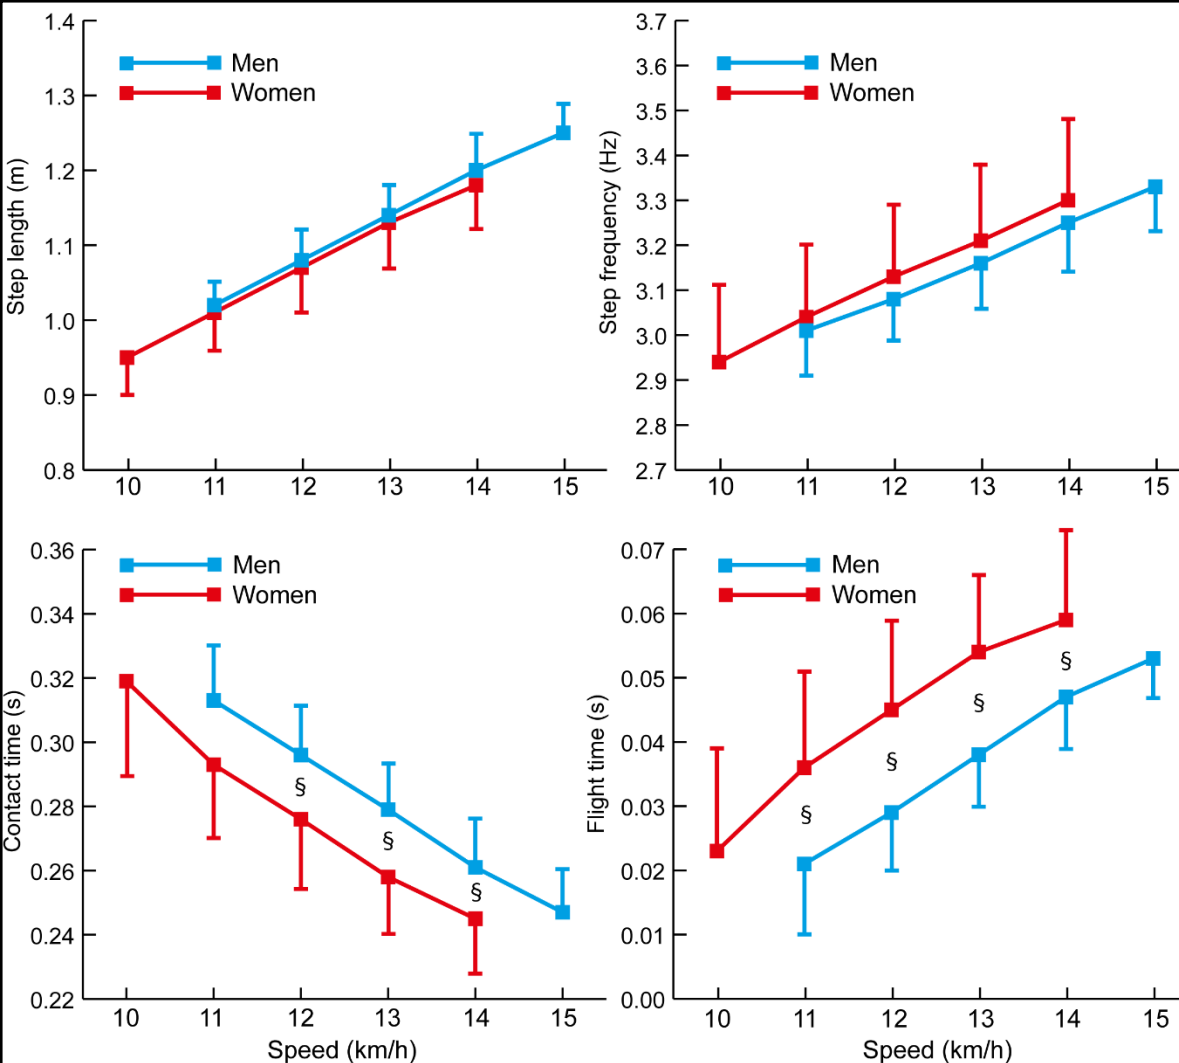 Step length (m)
1.4
1.3
1.2
1.1
1.0
0.9
0.8
Men
Women
10 11 12 13 14 15
Step frequency (Hz)
3.7
3.6
3.5
3.4
3.3
3.2
3.1
3.0
2.9
2.8
2.7
Men
Women
10 11 12 13 14 15
Contact time (s)
0.36
0.34
0.32
0.30
0.28
0.26
0.24
0.22
Men
Women
§
§
§
10 11 12 13 14 15
Speed (km/h)
Flight time (s)
0.07
0.06
0.05
0.04
0.03
0.02
0.01
0.00
Men
Women
§
§
§
§
10 11 12 13 14 15
Speed (km/h)